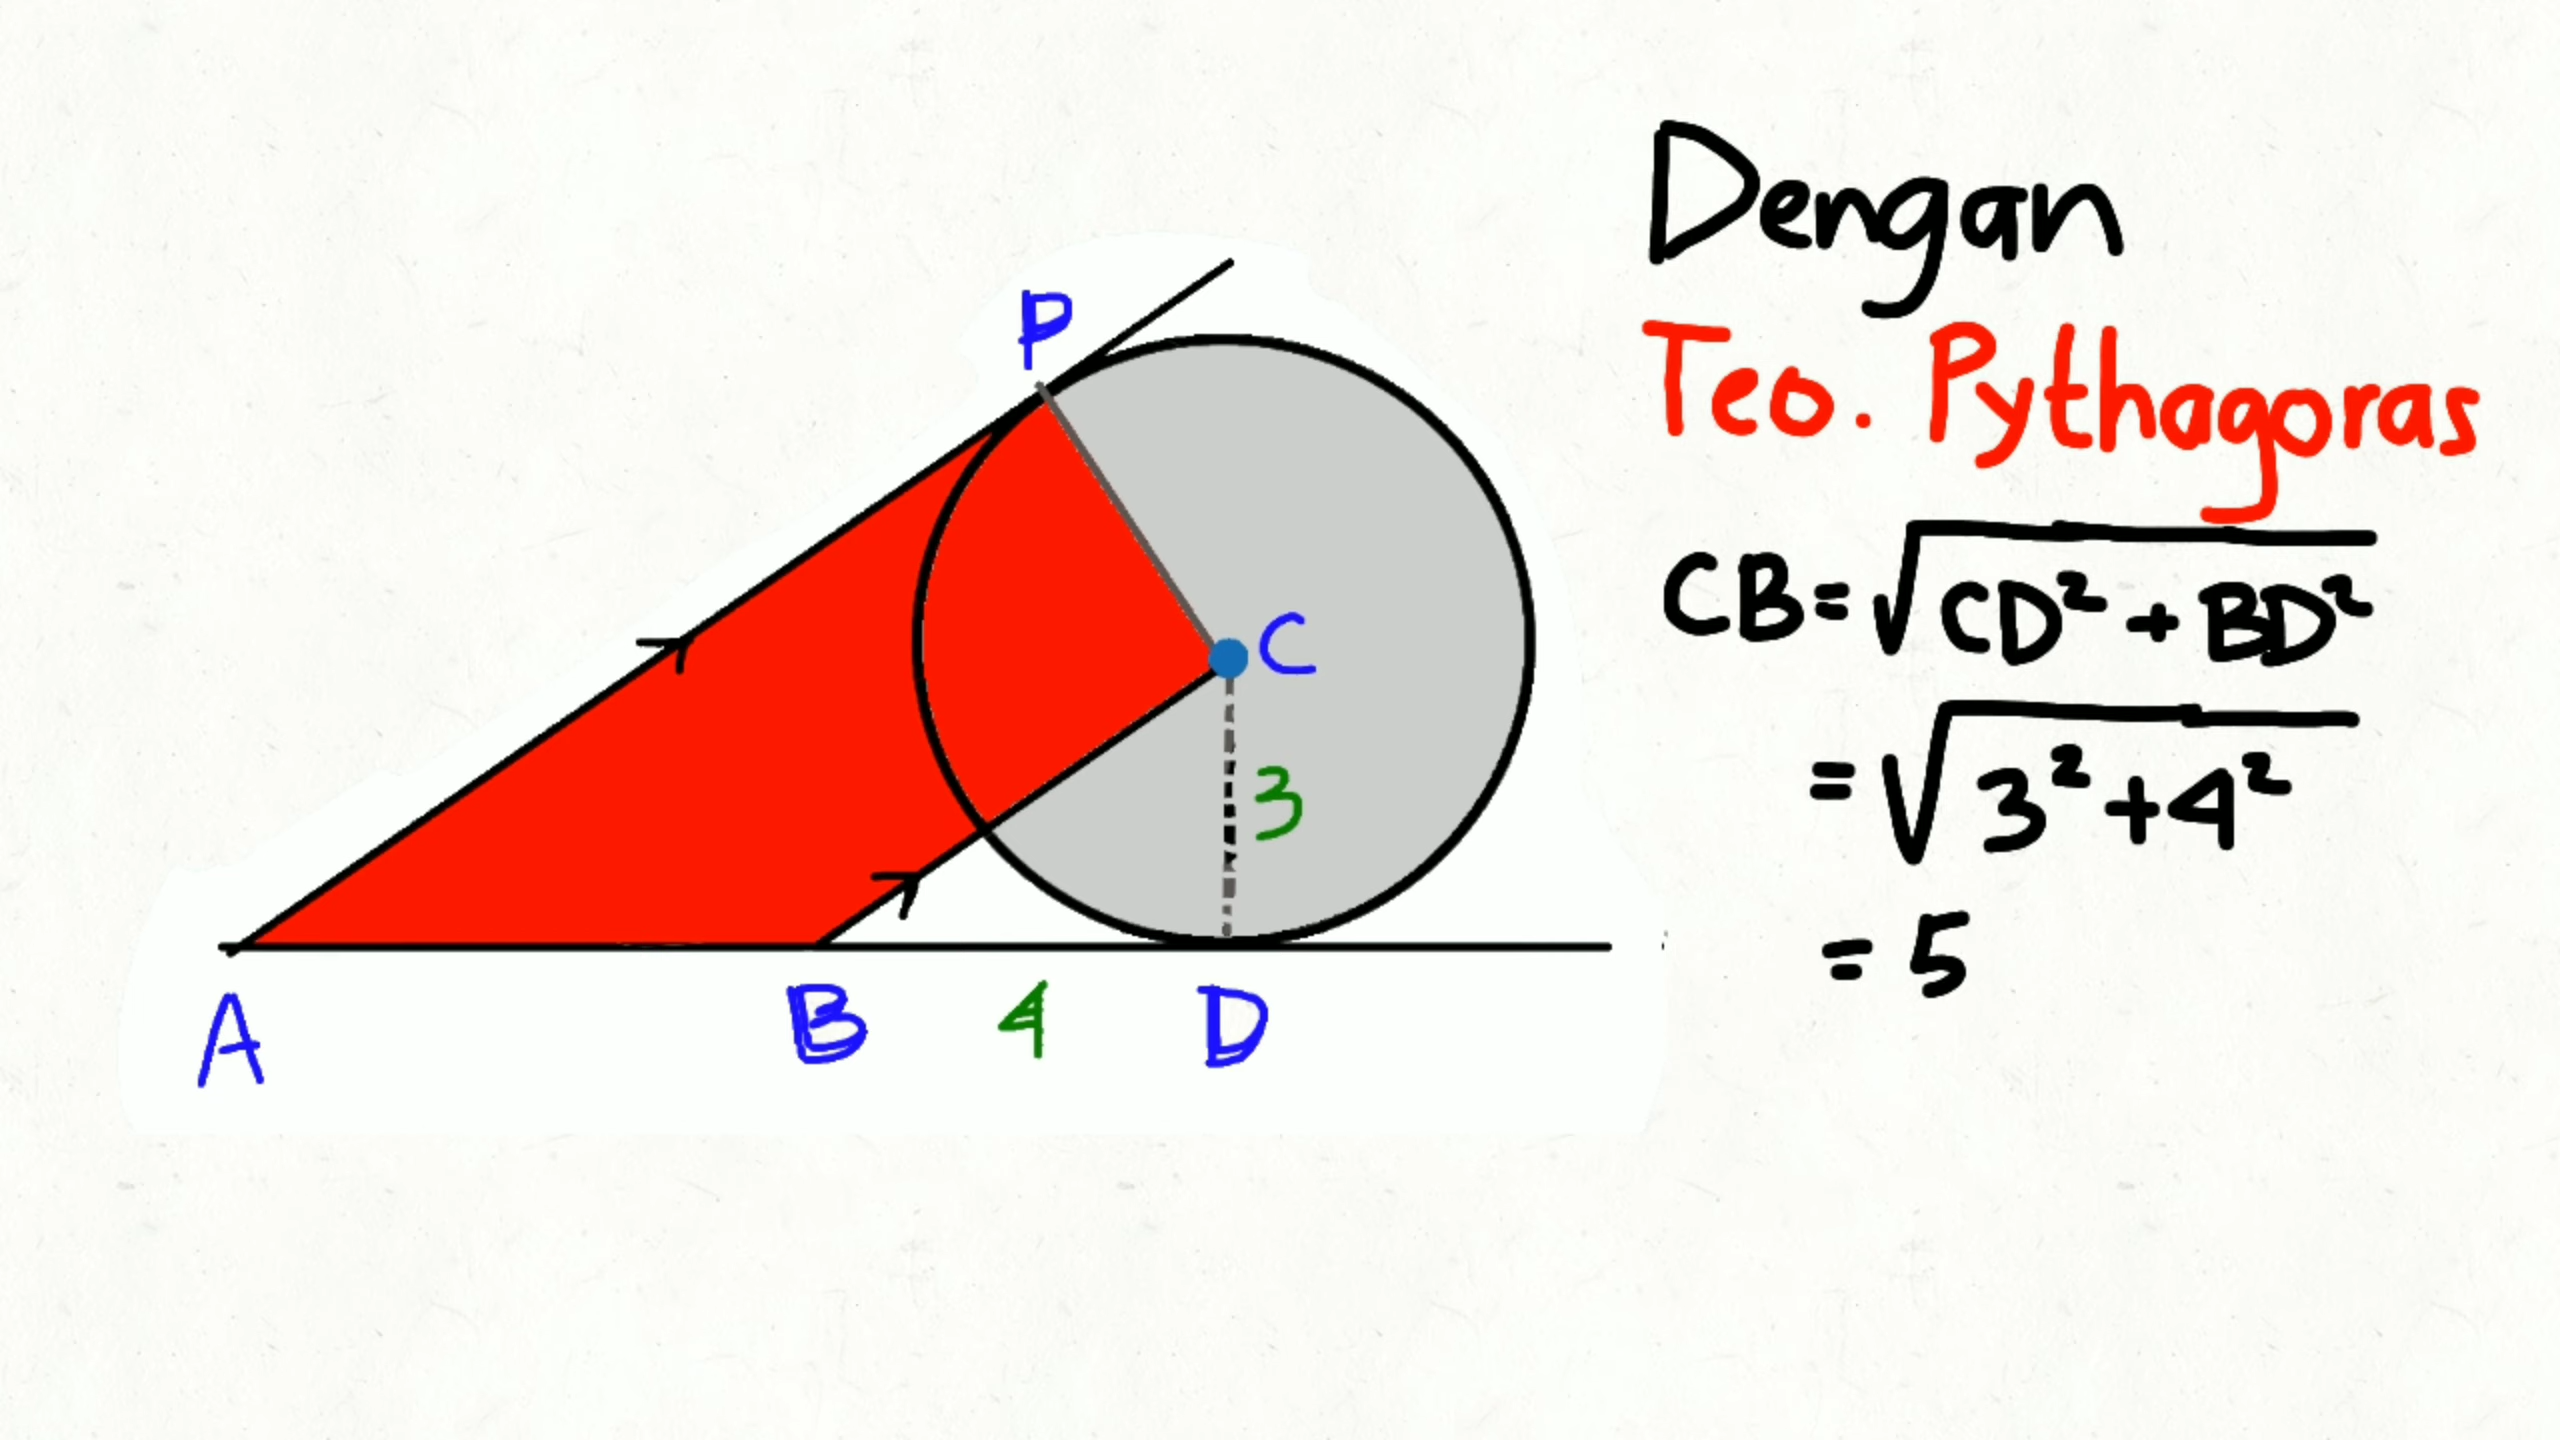 Dengan
Teo. Pythagoras
CB = √CD² + BD²
= √3² + 4²
= 5
P
C
3
A
B
4
D